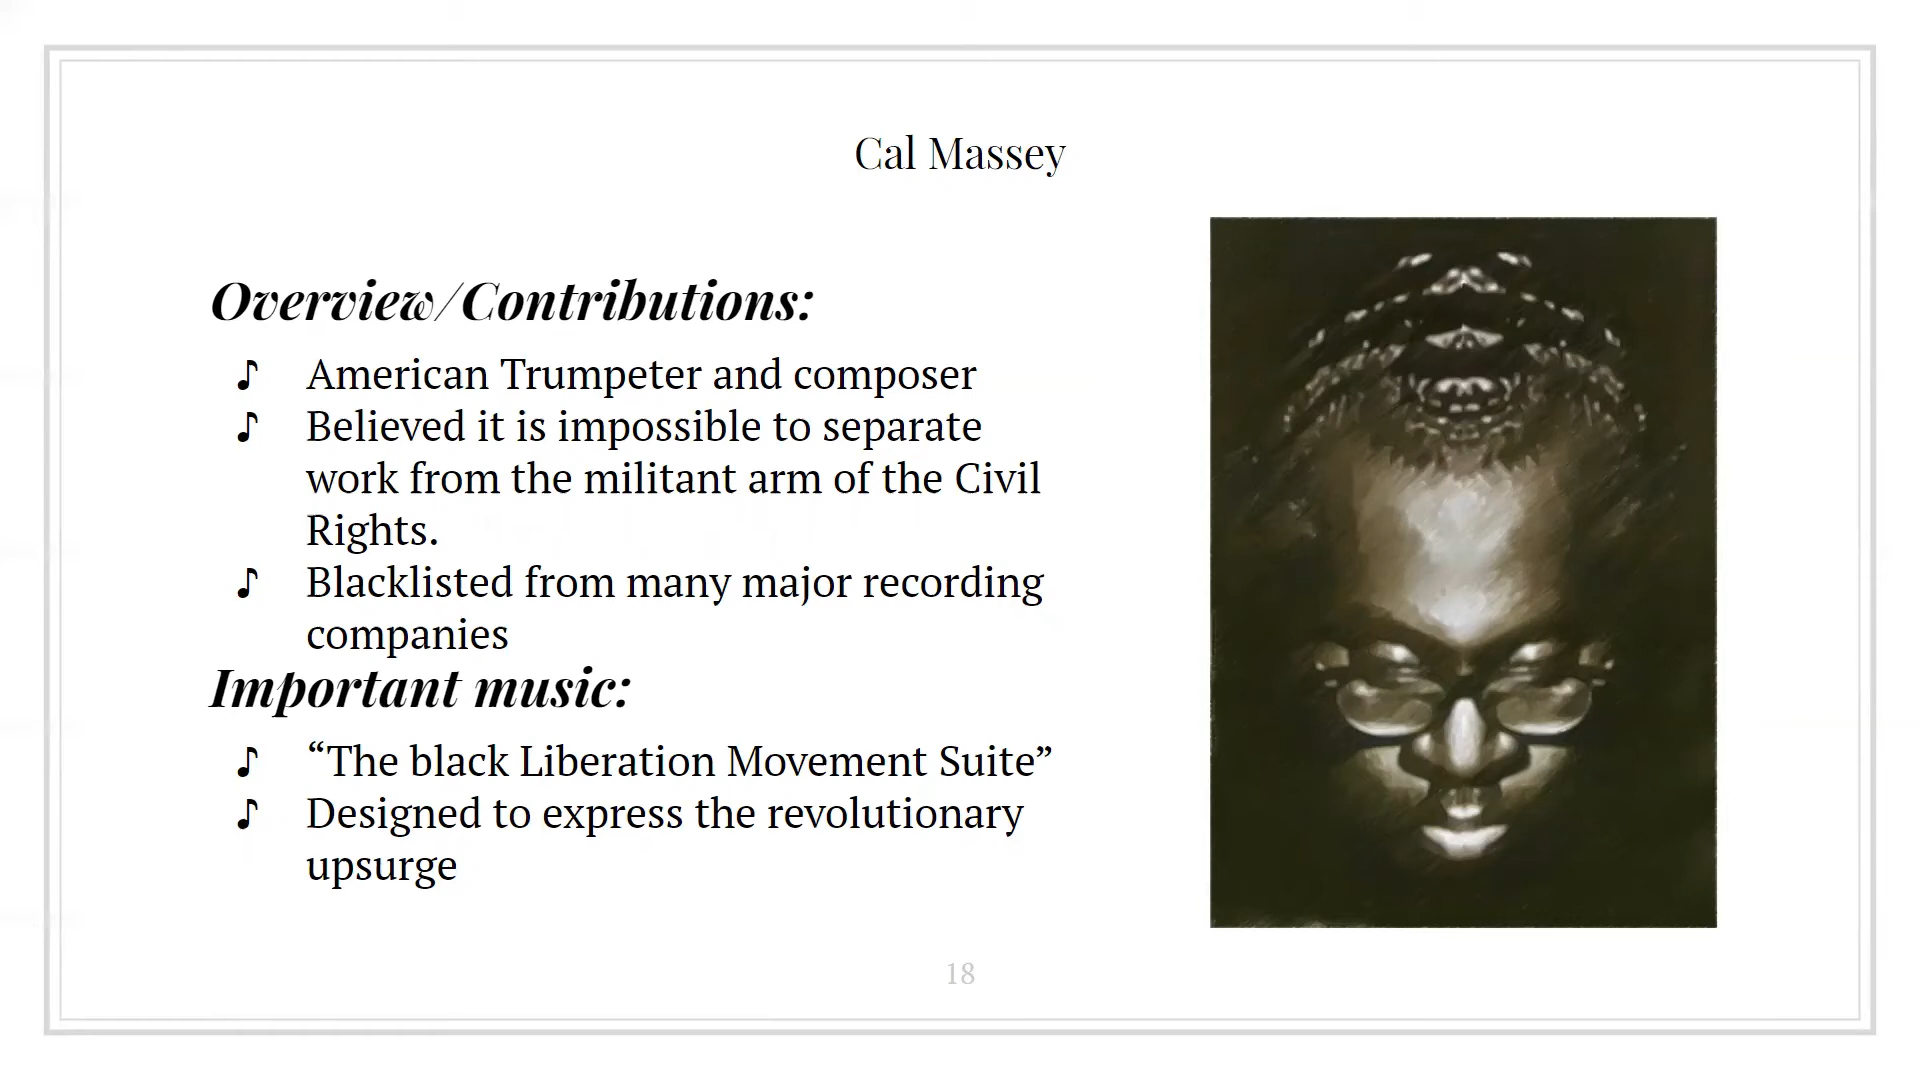 Cal Massey
Overview/Contributions:
♪ American Trumpeter and composer
♪ Believed it is impossible to separate
work from the militant arm of the Civil
Rights.
♪ Blacklisted from many major recording
companies
Important music:
♪ “The black Liberation Movement Suite”
♪ Designed to express the revolutionary
upsurge
18